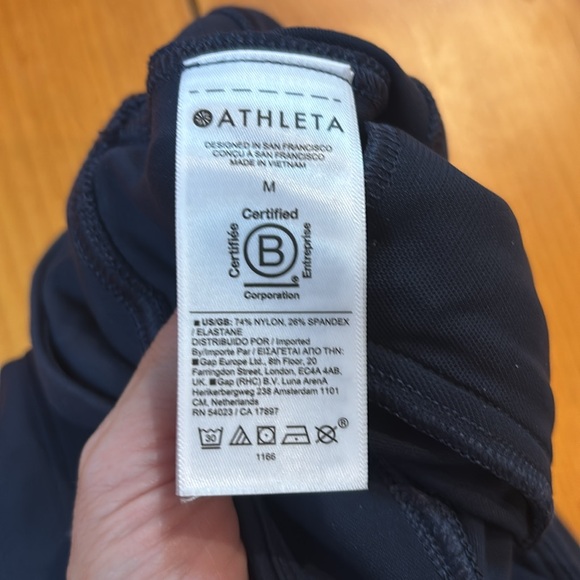 ATHLETA
DESIGNED IN SAN FRANCISCO
CONÇU À SAN FRANCISCO
MADE IN VIETNAM
M
Certified
Certifiée
B
Entreprise
®
Corporation
■ US/GB: 74% NYLON, 26% SPANDEX
/ ELASTANE
DISTRIBUIDO POR / Imported
By/Importe Par / ΕΙΣΑΓΕΤΑΙ ΑΠΟ ΤΗΝ:
■ Gap Europe Ltd., 8th Floor, 20
Farringdon Street, London, EC4A 4AB,
UK. ■ Gap (RHC) B.V. Luna ArenA
Herikerbergweg 238 Amsterdam 1101
CM, Netherlands
RN 54023 / CA 17897
30
®
1166